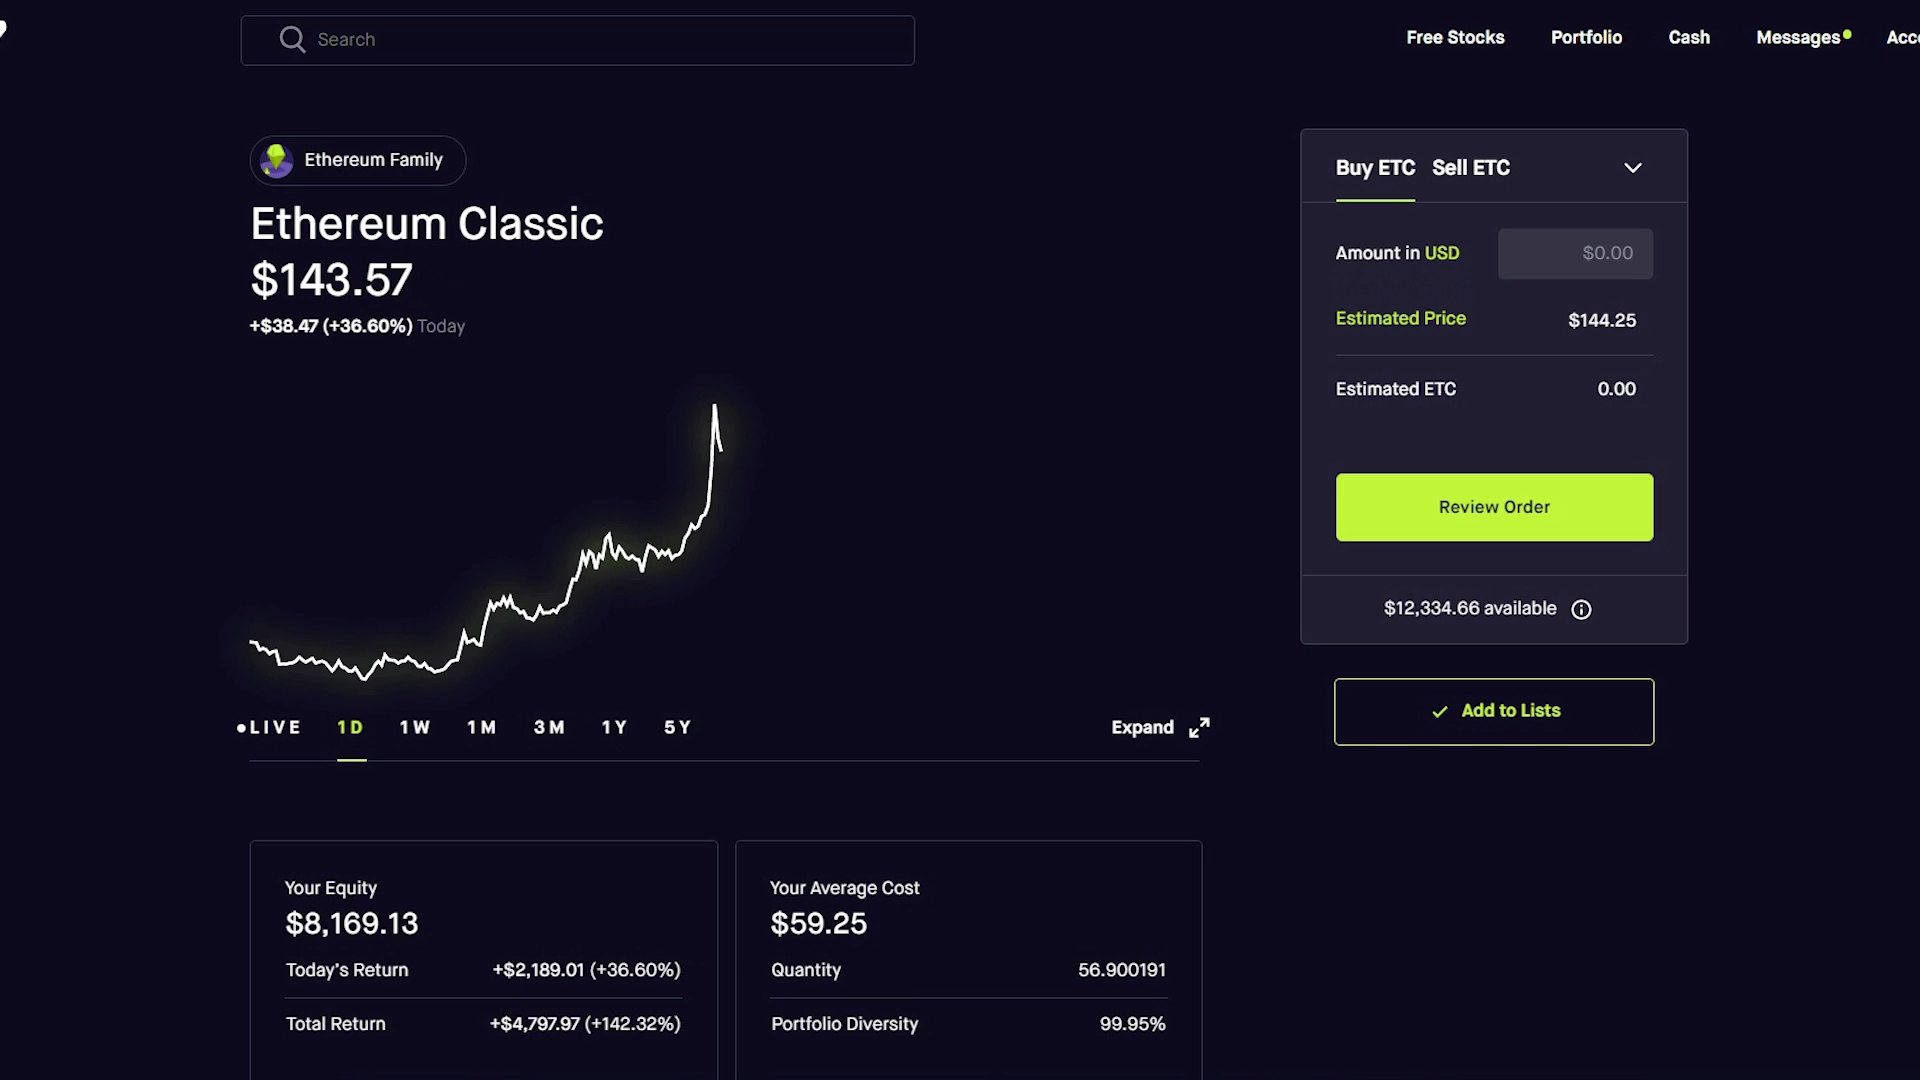 Search
Free Stocks Portfolio Cash Messages Acc
Ethereum Family
Ethereum Classic
$143.57
+$38.47 (+36.60%) Today
LIVE 1D 1W 1M 3M 1Y 5Y
Expand
Buy ETC Sell ETC
Amount in USD $0.00
Estimated Price $144.25
Estimated ETC 0.00
Review Order
$12,334.66 available
Add to Lists
Your Equity
$8,169.13
Today's Return +$2,189.01 (+36.60%)
Total Return +$4,797.97 (+142.32%)
Your Average Cost
$59.25
Quantity 56.900191
Portfolio Diversity 99.95%